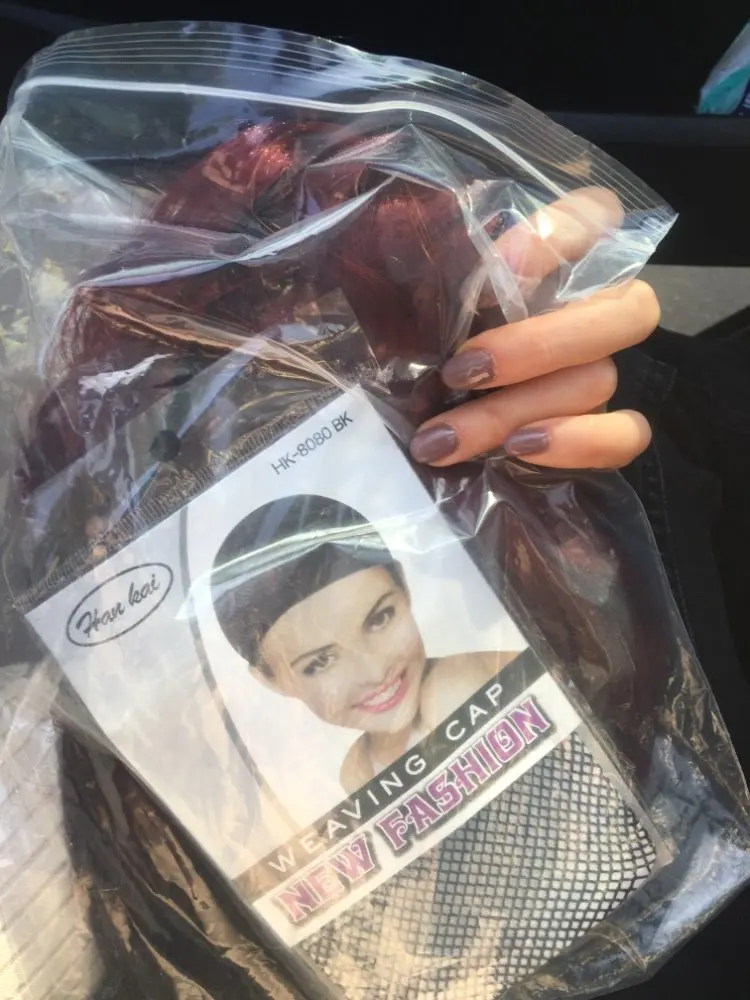 HK-8080 BK
Han kai
WEAVING CAP
NEW FASHION